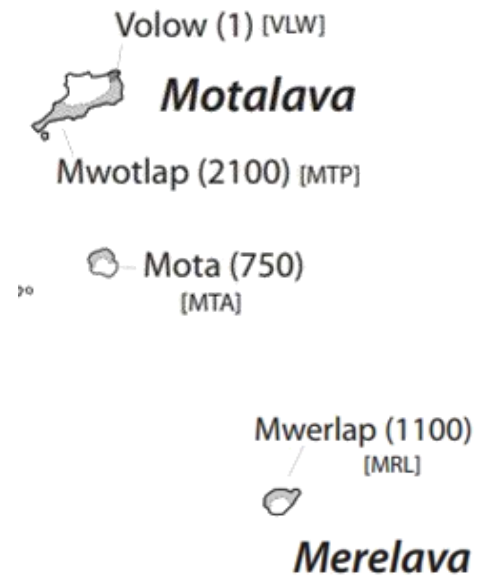 Volow (1) [VLW]
Motalava
Mwotlap (2100) [MTP]
Mota (750)
[MTA]
Mwerlap (1100)
[MRL]
Merelava